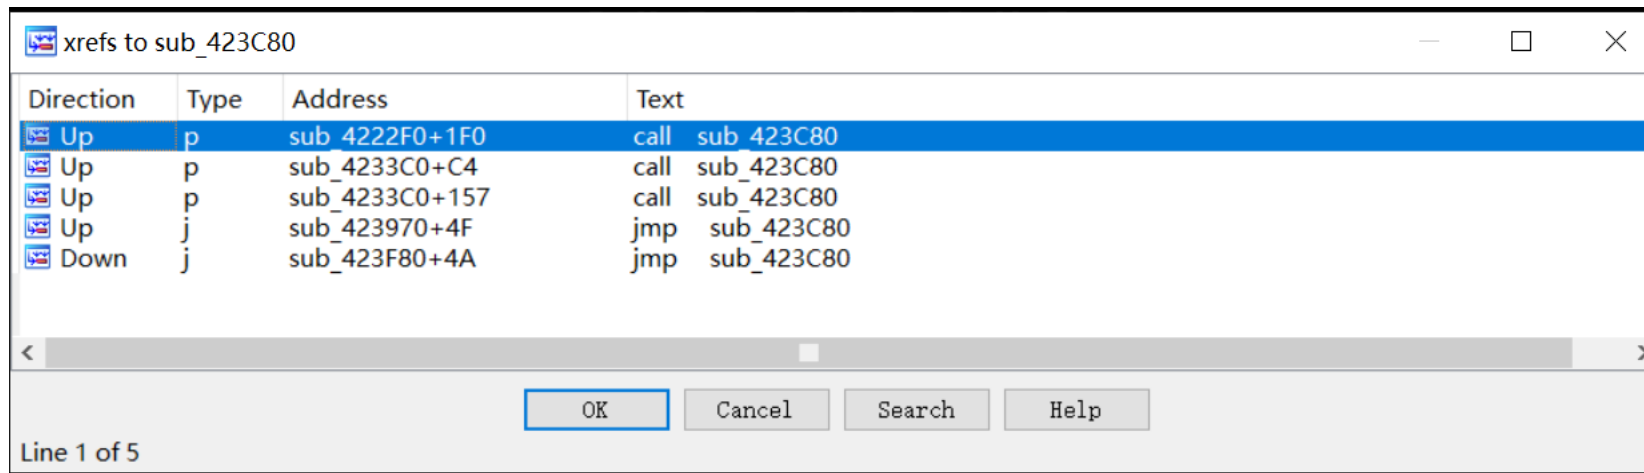 xrefs to sub_423C80
Direction Type Address Text
Up p sub_4222F0+1F0 call sub_423C80
Up p sub_4233C0+C4 call sub_423C80
Up p sub_4233C0+157 call sub_423C80
Up j sub_423970+4F jmp sub_423C80
Down j sub_423F80+4A jmp sub_423C80
OK Cancel Search Help
Line 1 of 5